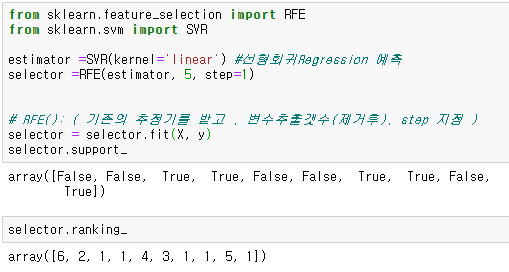 from sklearn.feature_selection import RFE
from sklearn.svm import SVR
estimator =SVR(kernel='linear') #선형회귀Regression 예측
selector =RFE(estimator, 5, step=1)
# RFE(): ( 기존의 추정기를 받고 , 변수추출갯수(제거후), step 지정 )
selector = selector.fit(X, y)
selector.support_
array([False, False,  True,  True, False, False,  True,  True, False,
        True])
selector.ranking_
array([6, 2, 1, 1, 4, 3, 1, 1, 5, 1])